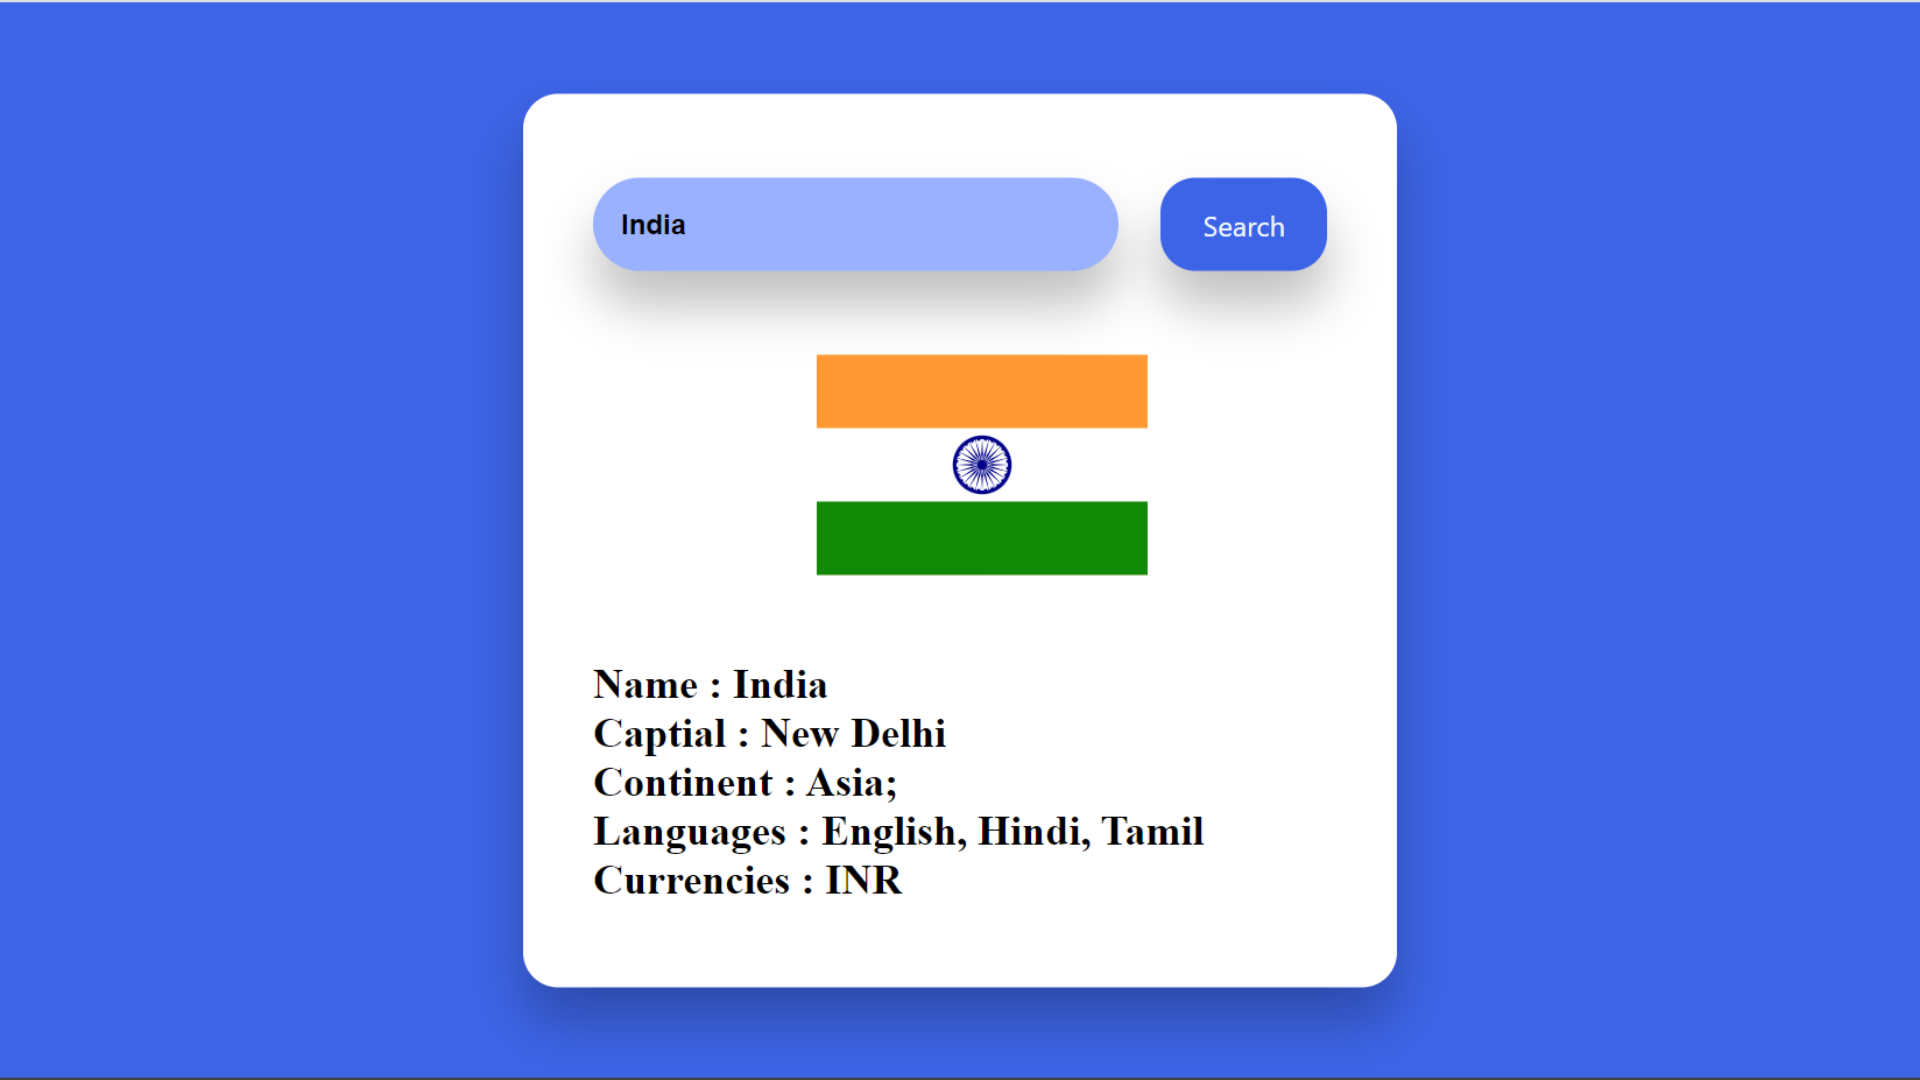 India
Search
Name : India
Captial : New Delhi
Continent : Asia;
Languages : English, Hindi, Tamil
Currencies : INR